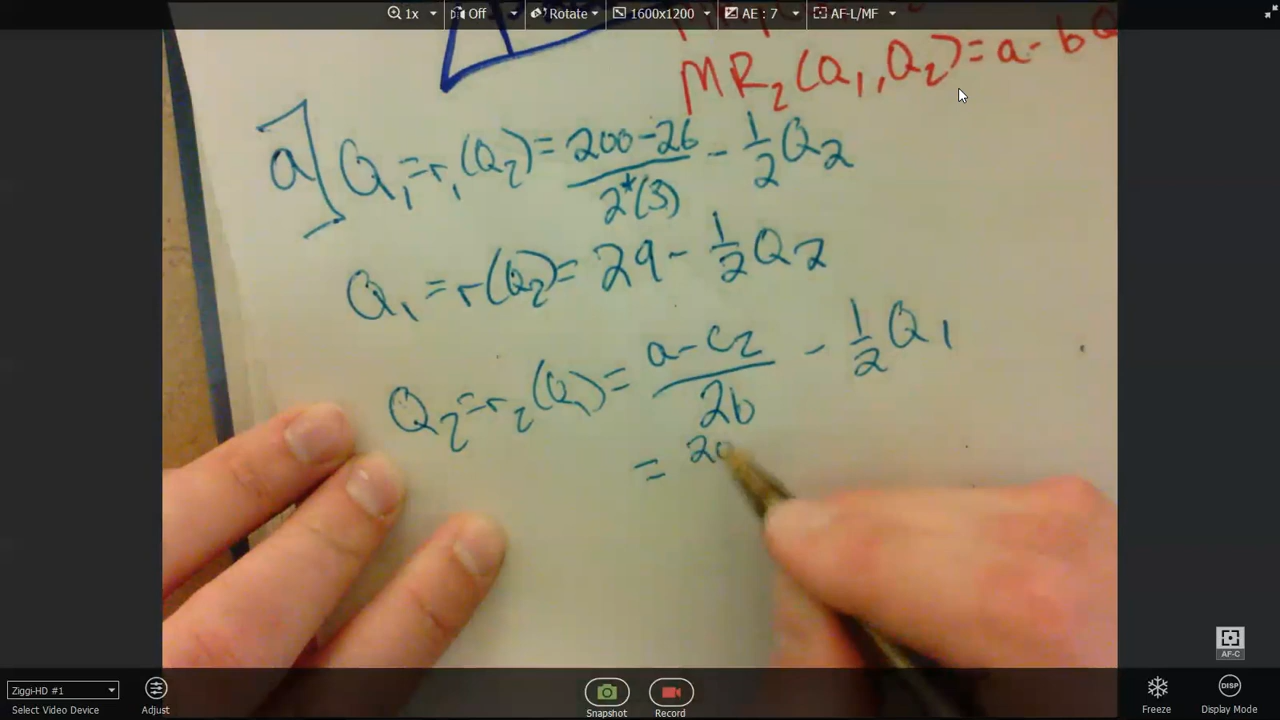 1x Off Rotate 1600x1200 AE : 7 AF-L/MF
MR₂(Q₁,Q₂)=a-bQ
a] Q₁=r₁(Q₂)= 200-26 / 2*(3) - 1/2 Q₂
Q₁=r(Q₂)= 29 - 1/2 Q₂
Q₂=r₂(Q₁)= a-c₂ / 2b - 1/2 Q₁
= 20
AF-C
Ziggi-HD #1
Select Video Device
Adjust
Snapshot
Record
Freeze
DISP
Display Mode